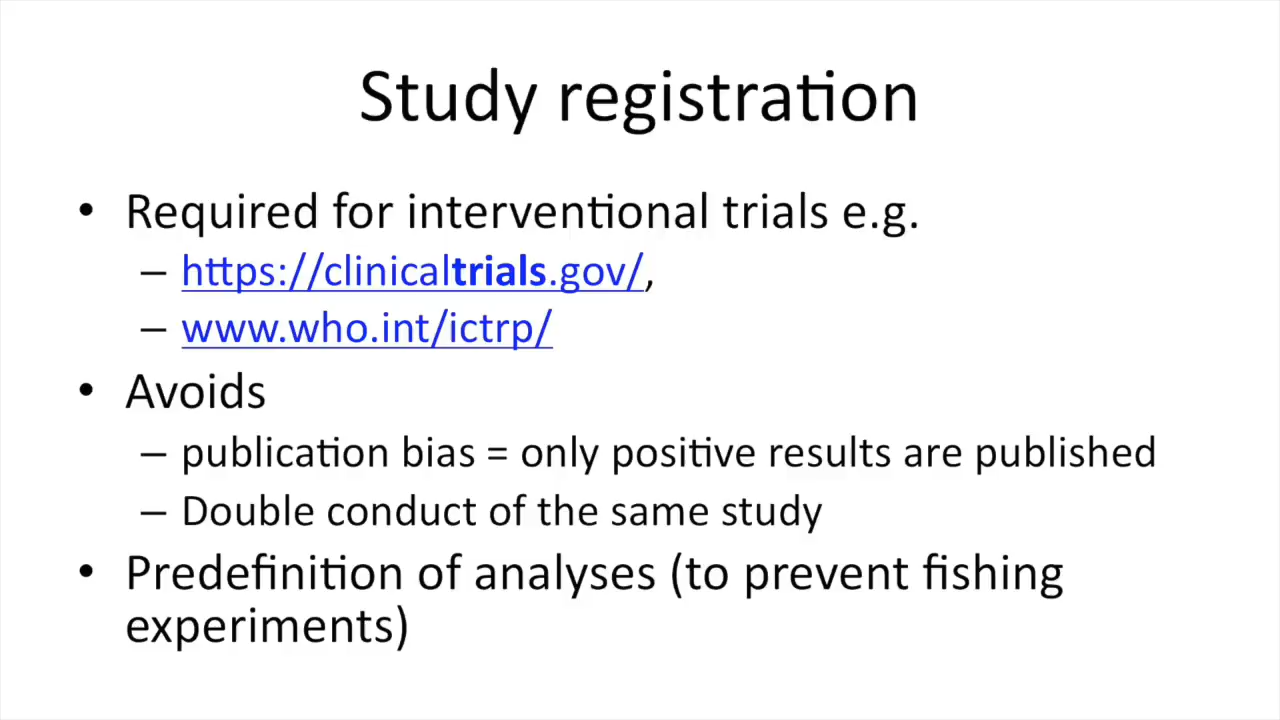 Study registration
• Required for interventional trials e.g.
– https://clinicaltrials.gov/,
– www.who.int/ictrp/
• Avoids
– publication bias = only positive results are published
– Double conduct of the same study
• Predefinition of analyses (to prevent fishing
experiments)